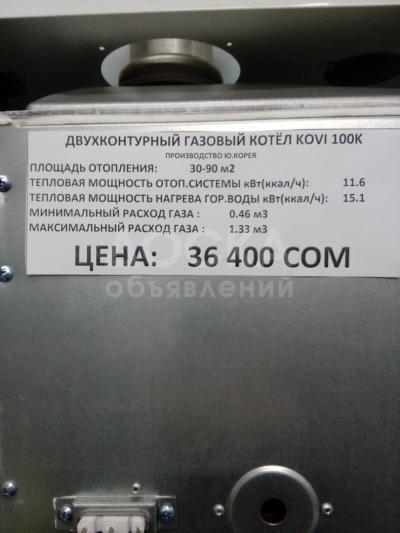 ДВУХКОНТУРНЫЙ ГАЗОВЫЙ КОТЁЛ KOVI 100K
ПРОИЗВОДСТВО Ю.КОРЕЯ
ПЛОЩАДЬ ОТОПЛЕНИЯ: 30-90 м2
ТЕПЛОВАЯ МОЩНОСТЬ ОТОП.СИСТЕМЫ кВт(ккал/ч): 11.6
ТЕПЛОВАЯ МОЩНОСТЬ НАГРЕВА ГОР.ВОДЫ кВт(ккал/ч): 15.1
МИНИМАЛЬНЫЙ РАСХОД ГАЗА : 0.46 м3
МАКСИМАЛЬНЫЙ РАСХОД ГАЗА : 1.33 м3
ЦЕНА: 36 400 СОМ
ДОСКА
объявлений